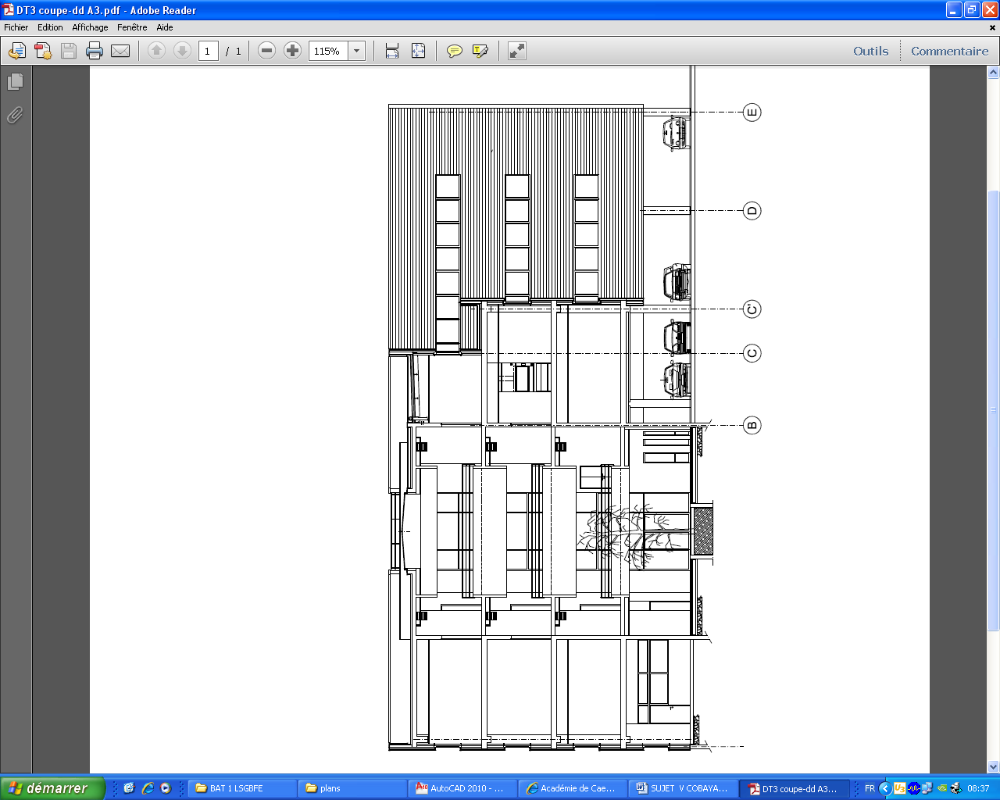 DT3 coupe-dd A3.pdf - Adobe Reader
Fichier Edition Affichage Fenêtre Aide
1 / 1 115% Outils Commentaire
E
D
C'
C
B
démarrer BAT 1 LSGBFE plans AutoCAD 2010 - ... Académie de Cae... SUJET V COBAYA... DT3 coupe-dd A3... FR 08:37